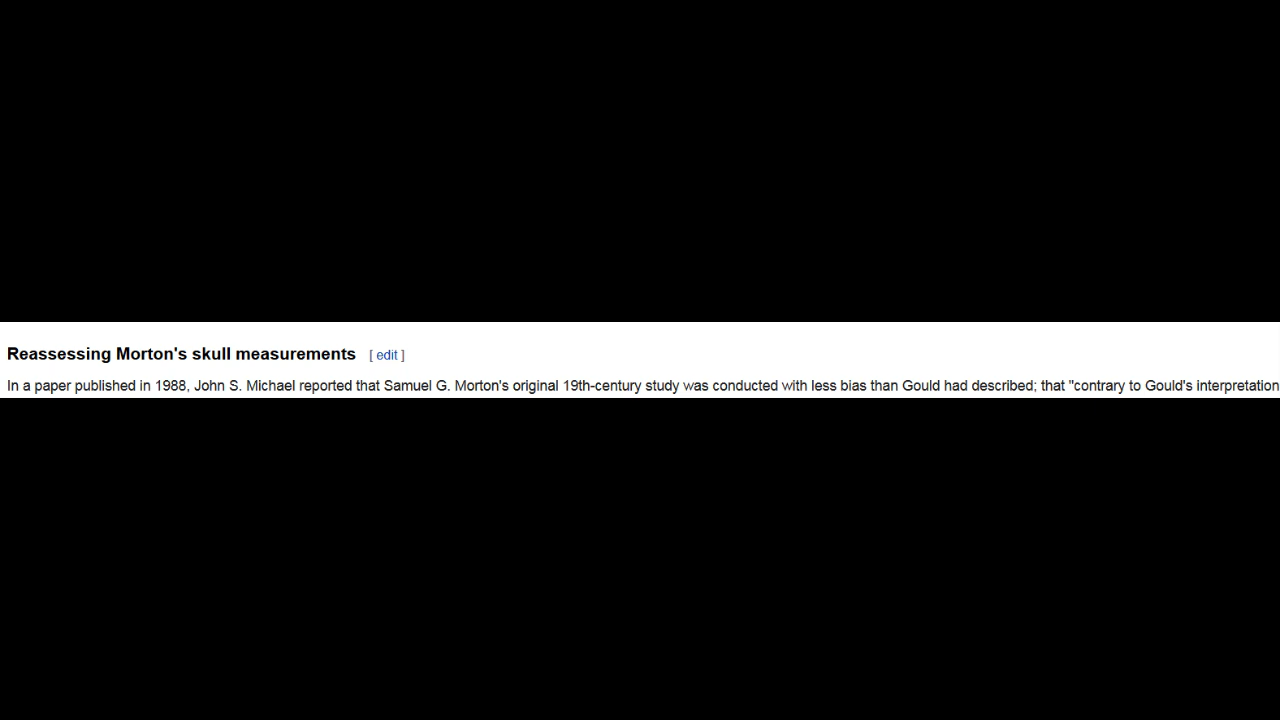 Reassessing Morton's skull measurements [ edit ]
In a paper published in 1988, John S. Michael reported that Samuel G. Morton's original 19th-century study was conducted with less bias than Gould had described; that "contrary to Gould's interpretation